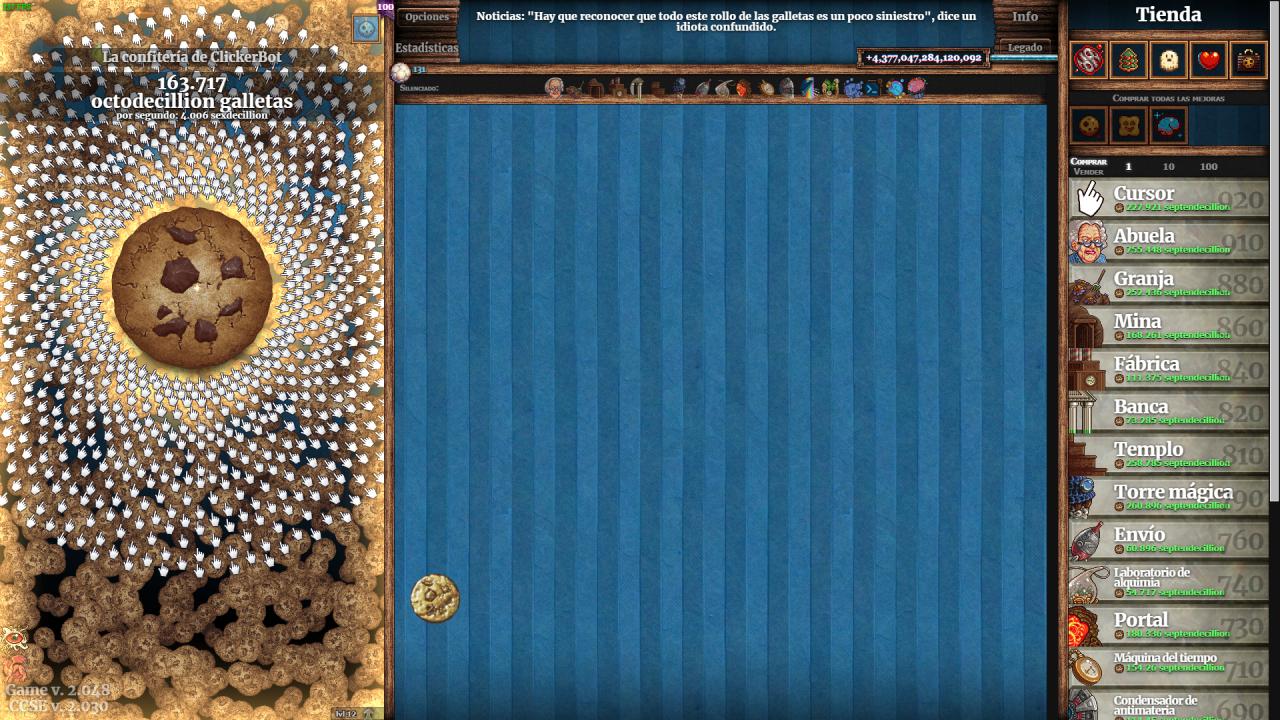 100
La confitería de ClickerBot
163.717
octodecillion galletas
por segundo: 4.006 sexdecillion
Game v. 2.048
CCSE v. 2.030
lvl 12
Opciones
Estadísticas
Noticias: "Hay que reconocer que todo este rollo de las galletas es un poco siniestro", dice un
idiota confundido.
Info
Legado
+4,377,047,284,120,092
131
Silenciado:
Tienda
Comprar todas las mejoras
Comprar
Vender
1 10 100
Cursor
227.921 septendecillion
920
Abuela
755.448 septendecillion
910
Granja
252.436 septendecillion
880
Mina
168.261 septendecillion
860
Fábrica
111.375 septendecillion
840
Banca
73.285 septendecillion
820
Templo
258.785 septendecillion
810
Torre mágica
260.896 septendecillion
790
Envío
60.896 septendecillion
760
Laboratorio de
alquimia
54.717 septendecillion
740
Portal
180.336 septendecillion
730
Máquina del tiempo
154.26 septendecillion
710
Condensador de
antimateria
690